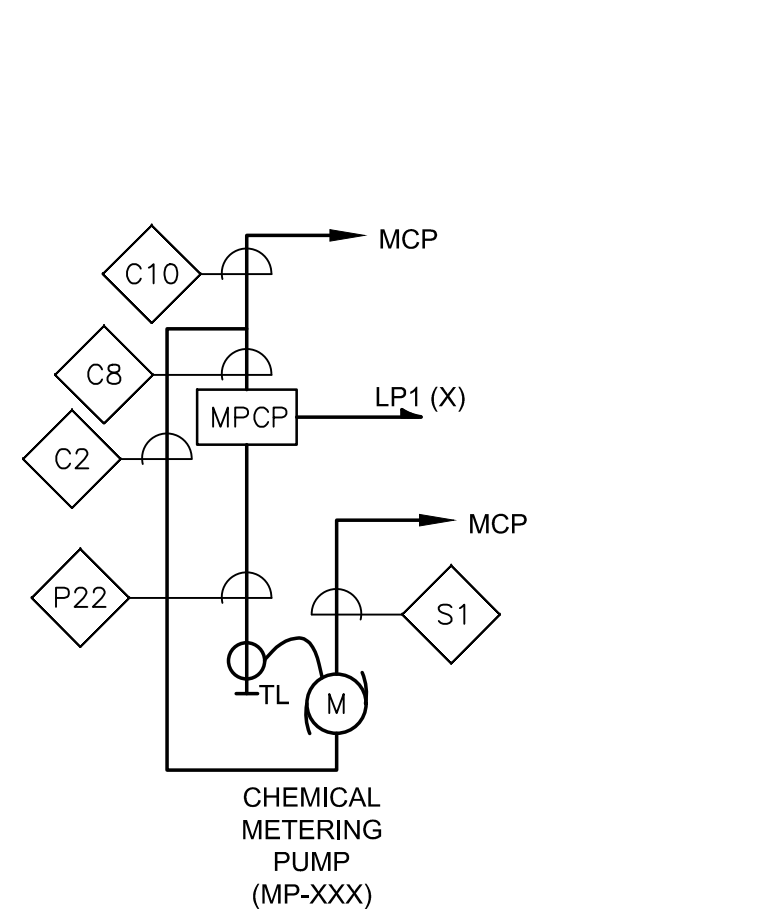 MCP
C10
C8
LP1 (X)
MPCP
C2
MCP
P22
S1
TL
M
CHEMICAL
METERING
PUMP
(MP-XXX)